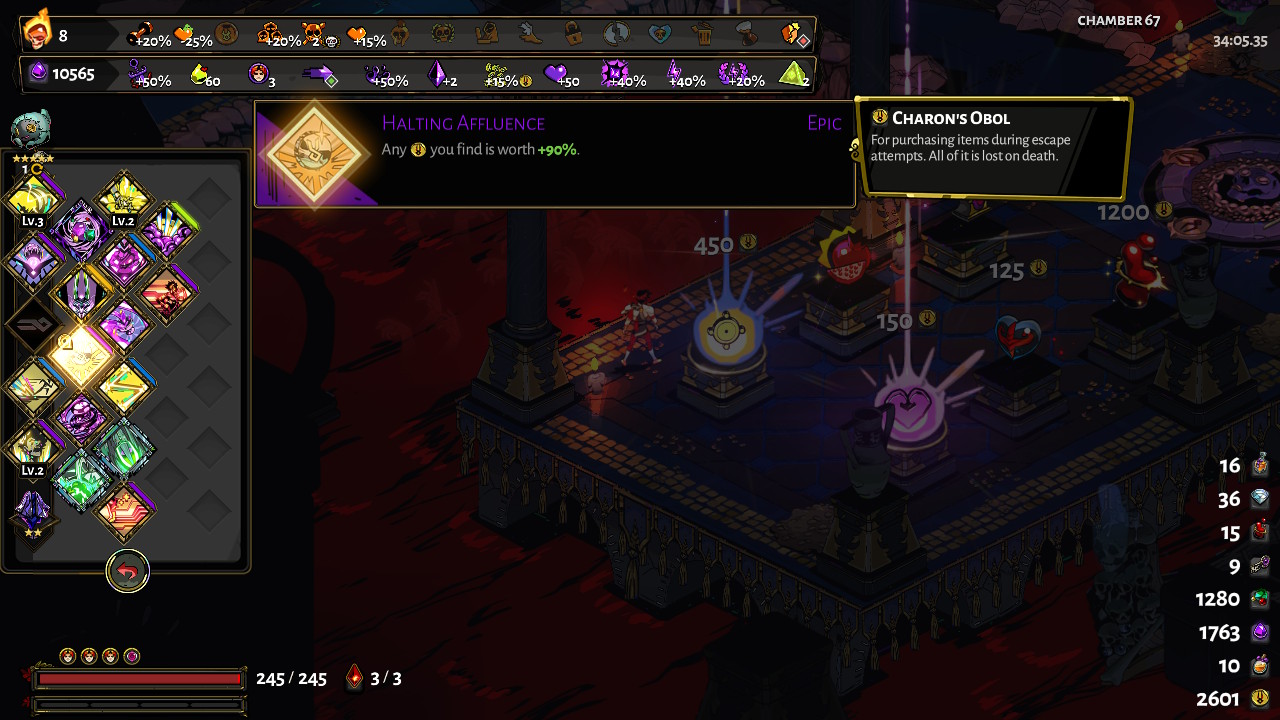 CHAMBER 67
34:05.35
8
+20%
-25%
+20%
2
+15%
10565
+50%
60
3
+50%
+2
+15%
+50
+40%
+40%
+20%
2
HALTING AFFLUENCE
EPIC
Any you find is worth +90%.
CHARON'S OBOL
For purchasing items during escape
attempts. All of it is lost on death.
1
Lv.3
Lv.2
Lv.2
450
1200
125
150
16
36
15
9
1280
1763
10
2601
245 / 245
3 / 3